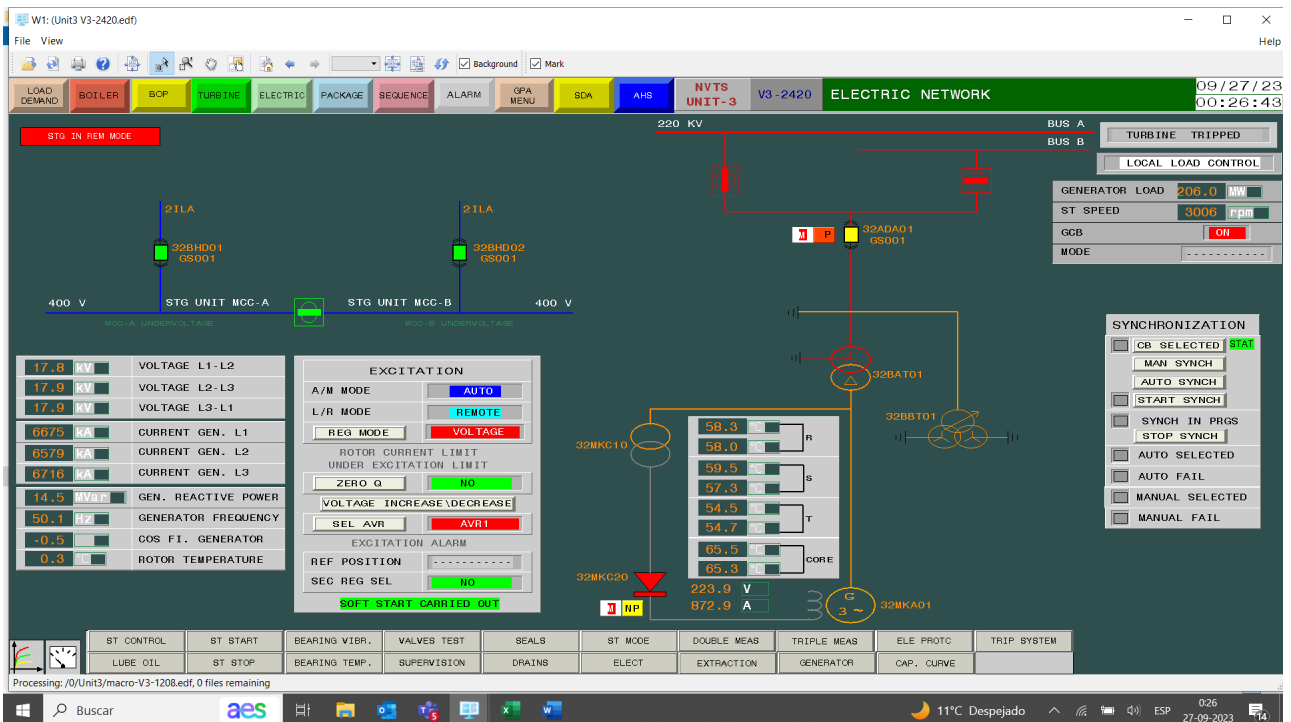 W1: (Unit3 V3-2420.edf)
File View
Help
Background Mark
LOAD DEMAND BOILER BOP TURBINE ELECTRIC PACKAGE SEQUENCE ALARM GPA MENU SDA AHS
NVTS UNIT-3 V3-2420 ELECTRIC NETWORK
09/27/23
00:26:43
STG IN REM MODE
220 KV
BUS A
BUS B
TURBINE TRIPPED
LOCAL LOAD CONTROL
GENERATOR LOAD 206.0 MW
ST SPEED 3006 rpm
GCB ON
MODE -----------
2ILA
2ILA
32BHD01
GS001
32BHD02
GS001
M P
32ADA01
GS001
400 V STG UNIT MCC-A STG UNIT MCC-B 400 V
MCC-A UNDERVOLTAGE
MCC-B UNDERVOLTAGE
17.8 kV VOLTAGE L1-L2
17.9 kV VOLTAGE L2-L3
17.9 kV VOLTAGE L3-L1
6675 kA CURRENT GEN. L1
6579 kA CURRENT GEN. L2
6716 kA CURRENT GEN. L3
14.5 MVar GEN. REACTIVE POWER
50.1 Hz GENERATOR FREQUENCY
-0.5 COS FI. GENERATOR
0.3 °C ROTOR TEMPERATURE
EXCITATION
A/M MODE AUTO
L/R MODE REMOTE
REG MODE VOLTAGE
ROTOR CURRENT LIMIT
UNDER EXCITATION LIMIT
ZERO Q NO
VOLTAGE INCREASE\DECREASE
SEL AVR AVR1
EXCITATION ALARM
REF POSITION -----------
SEC REG SEL NO
SOFT START CARRIED OUT
32BAT01
32BBT01
32MKC10
58.3 °C
58.0 °C
R
59.5 °C
57.3 °C
S
54.5 °C
54.7 °C
T
65.5 °C
65.3 °C
CORE
32MKC20
M NP
223.9 V
872.9 A
G
3 ~
32MKA01
SYNCHRONIZATION
CB SELECTED STAT
MAN SYNCH
AUTO SYNCH
START SYNCH
SYNCH IN PRGS
STOP SYNCH
AUTO SELECTED
AUTO FAIL
MANUAL SELECTED
MANUAL FAIL
ST CONTROL ST START BEARING VIBR. VALVES TEST SEALS ST MODE DOUBLE MEAS TRIPLE MEAS ELE PROTC TRIP SYSTEM
LUBE OIL ST STOP BEARING TEMP. SUPERVISION DRAINS ELECT EXTRACTION GENERATOR CAP. CURVE
Processing: /0/Unit3/macro-V3-1208.edf, 0 files remaining
Buscar aes 11°C Despejado ESP 0:26
27-09-2023
14